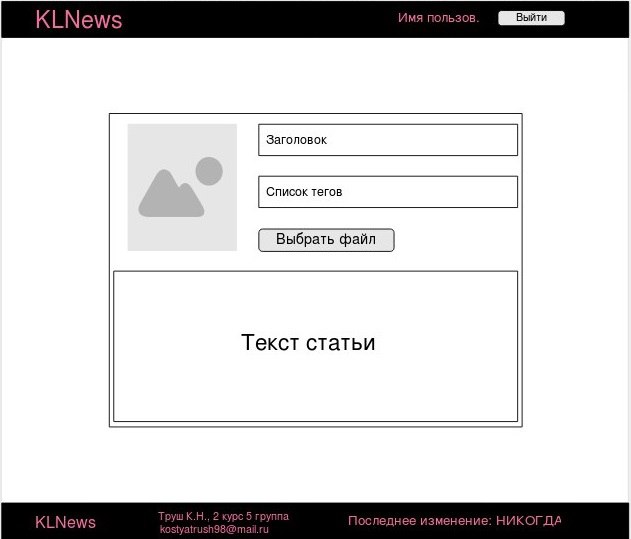 KLNews
Имя пользов.
Выйти
Заголовок
Список тегов
Выбрать файл
Текст статьи
KLNews
Труш К.Н., 2 курс 5 группа
kostyatrush98@mail.ru
Последнее изменение: НИКОГДА